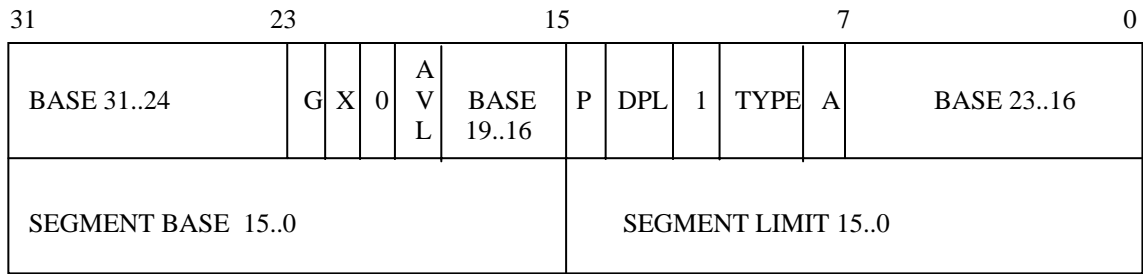 31 23 15 7 0
BASE 31..24 G X 0 AVL BASE 19..16 P DPL 1 TYPE A BASE 23..16
SEGMENT BASE 15..0 SEGMENT LIMIT 15..0